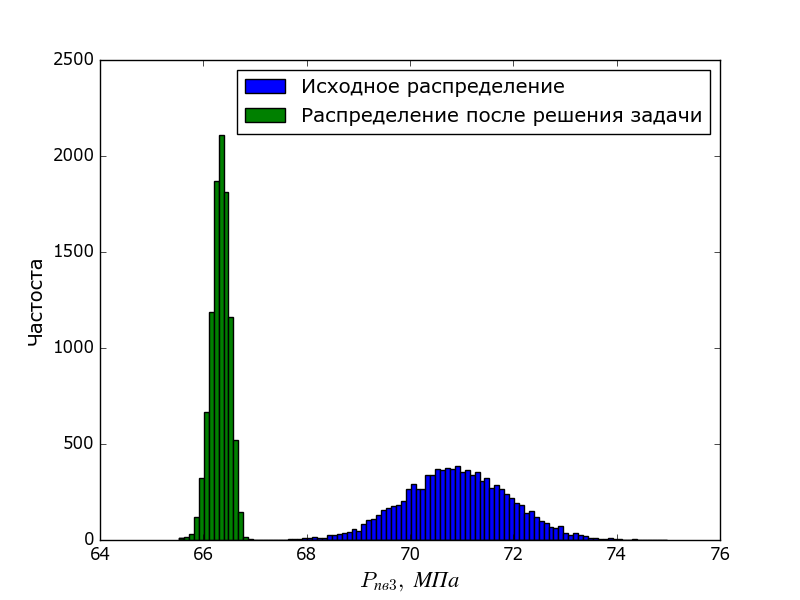 2500
2000
1500
1000
500
0
Частоста
Исходное распределение
Распределение после решения задачи
64 66 68 70 72 74 76
Pпв3, МПа